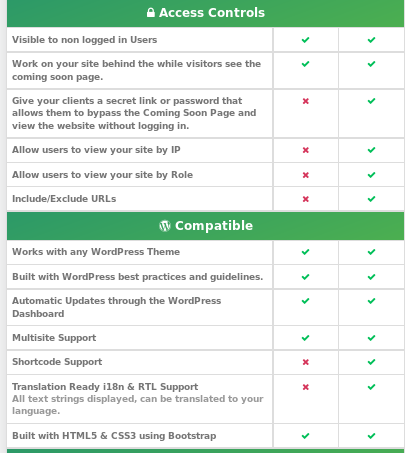 Access Controls
Visible to non logged in Users
Work on your site behind the while visitors see the
coming soon page.
Give your clients a secret link or password that
allows them to bypass the Coming Soon Page and
view the website without logging in.
Allow users to view your site by IP
Allow users to view your site by Role
Include/Exclude URLs
Compatible
Works with any WordPress Theme
Built with WordPress best practices and guidelines.
Automatic Updates through the WordPress
Dashboard
Multisite Support
Shortcode Support
Translation Ready i18n & RTL Support
All text strings displayed, can be translated to your
language.
Built with HTML5 & CSS3 using Bootstrap